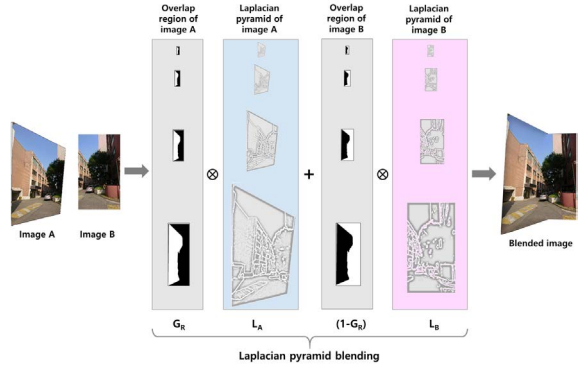 Overlap
region of
image A
Laplacian
pyramid of
image A
Overlap
region of
image B
Laplacian
pyramid of
image B
⊗
+
⊗
Image A
Image B
Blended image
G_R
L_A
(1-G_R)
L_B
Laplacian pyramid blending